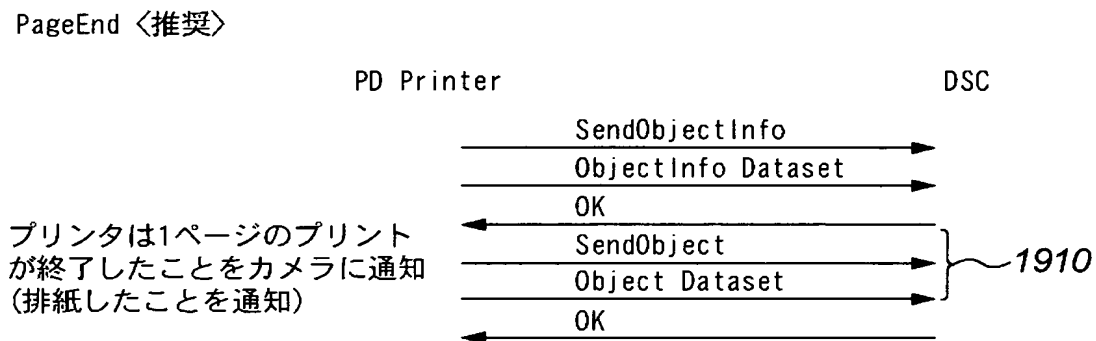 PageEnd〈推奨〉
PD Printer
DSC
SendObjectInfo
ObjectInfo Dataset
OK
プリンタは1ページのプリント
が終了したことをカメラに通知
(排紙したことを通知)
SendObject
Object Dataset
1910
OK